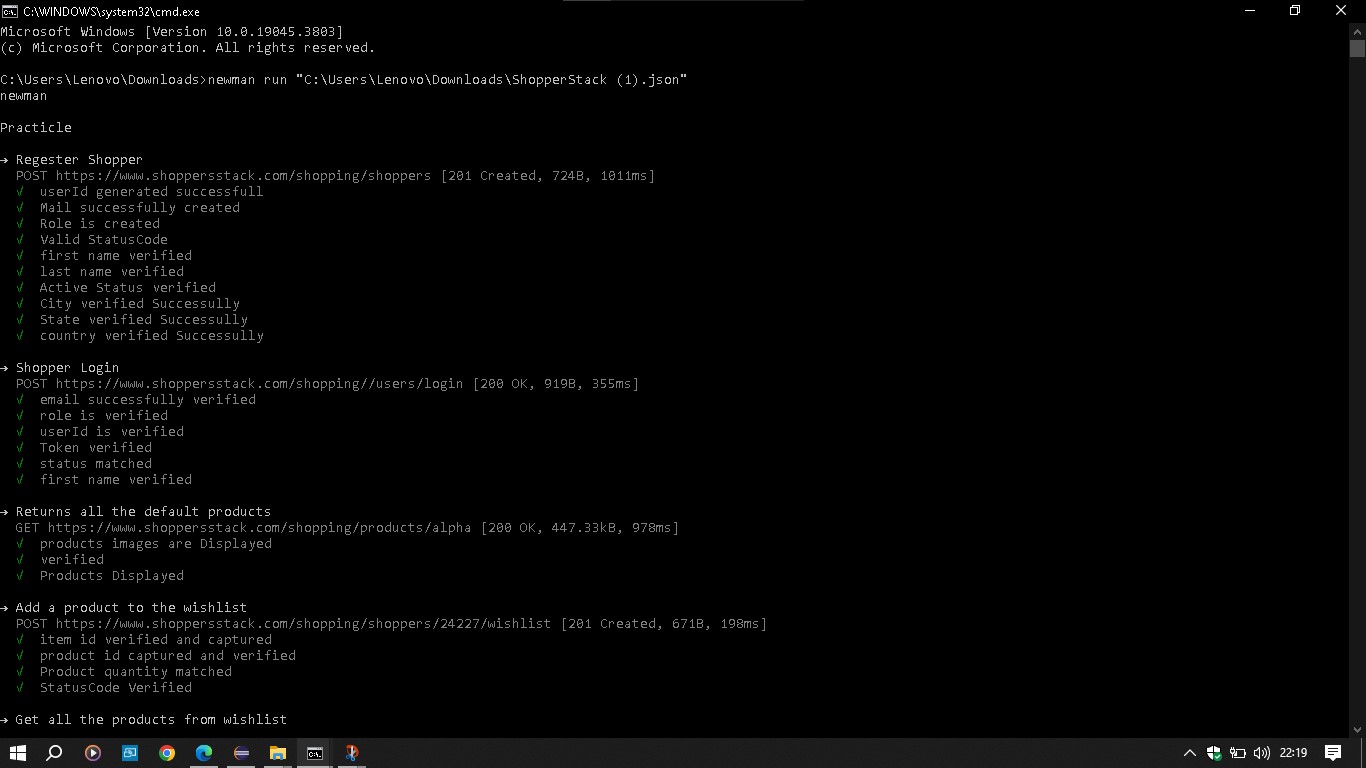 C:\WINDOWS\system32\cmd.exe
Microsoft Windows [Version 10.0.19045.3803]
(c) Microsoft Corporation. All rights reserved.
C:\Users\Lenovo\Downloads>newman run "C:\Users\Lenovo\Downloads\ShopperStack (1).json"
newman
Practicle
→ Regester Shopper
POST https://www.shoppersstack.com/shopping/shoppers [201 Created, 724B, 1011ms]
√ userId generated successfull
√ Mail successfully created
√ Role is created
√ Valid StatusCode
√ first name verified
√ last name verified
√ Active Status verified
√ City verified Successully
√ State verified Successully
√ country verified Successully
→ Shopper Login
POST https://www.shoppersstack.com/shopping//users/login [200 OK, 919B, 355ms]
√ email successfully verified
√ role is verified
√ userId is verified
√ Token verified
√ status matched
√ first name verified
→ Returns all the default products
GET https://www.shoppersstack.com/shopping/products/alpha [200 OK, 447.33kB, 978ms]
√ products images are Displayed
√ verified
√ Products Displayed
→ Add a product to the wishlist
POST https://www.shoppersstack.com/shopping/shoppers/24227/wishlist [201 Created, 671B, 198ms]
√ item id verified and captured
√ product id captured and verified
√ Product quantity matched
√ StatusCode Verified
→ Get all the products from wishlist
22:19